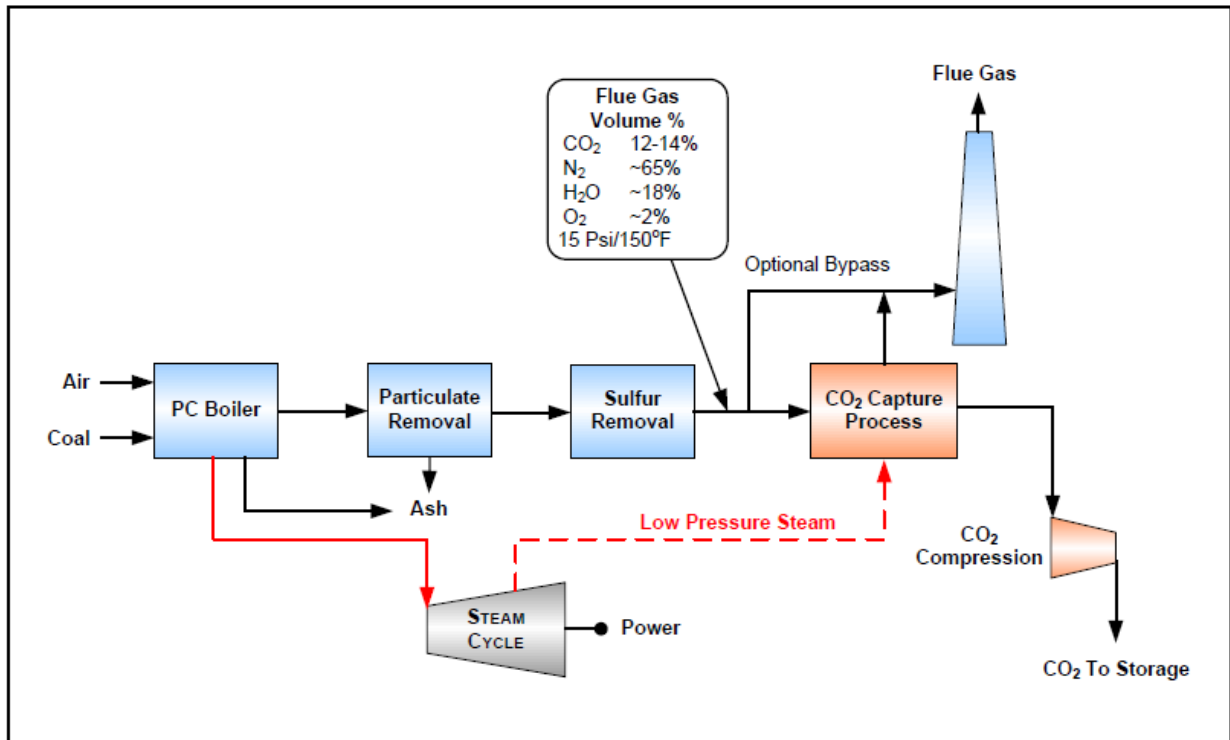 Flue Gas
Flue Gas
Volume %
CO₂ 12-14%
N₂ ~65%
H₂O ~18%
O₂ ~2%
15 Psi/150°F
Optional Bypass
Air
Coal
PC Boiler
Particulate
Removal
Sulfur
Removal
CO₂ Capture
Process
Ash
Low Pressure Steam
CO₂
Compression
STEAM
CYCLE
Power
CO₂ To Storage